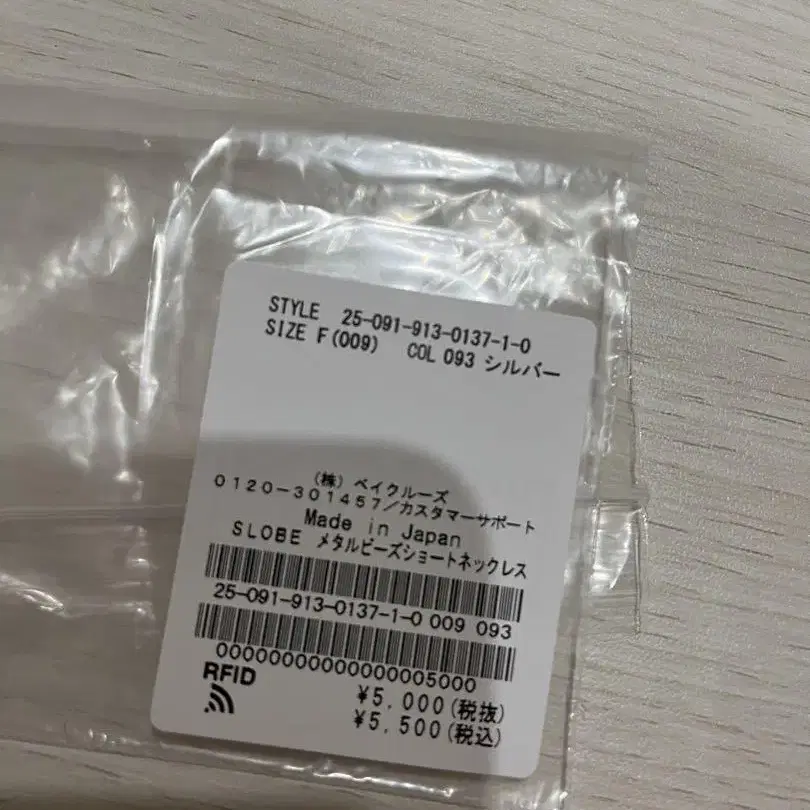 STYLE 25-091-913-0137-1-0
SIZE F(009) COL 093 シルバー
(株) ベイクルーズ
0120-301457/カスタマーサポート
Made in Japan
SLOBE メタルビーズショートネックレス
25-091-913-0137-1-0 009 093
00000000000000005000
RFID
¥5,000(税抜)
¥5,500(税込)